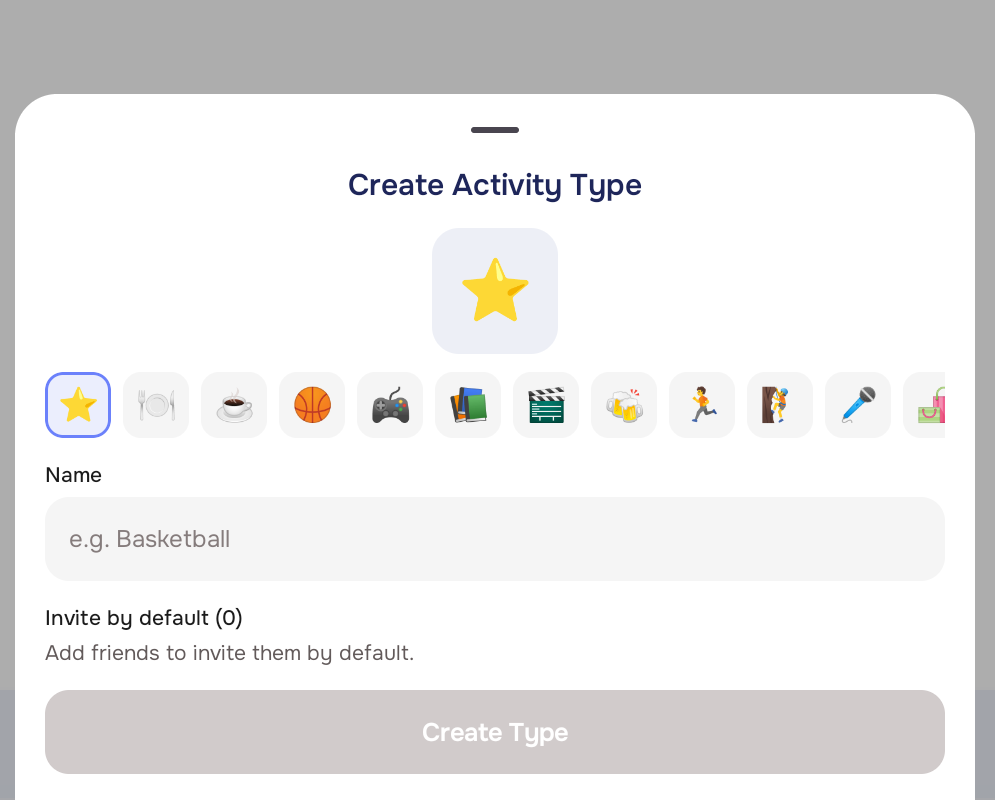 Create Activity Type
Name
e.g. Basketball
Invite by default (0)
Add friends to invite them by default.
Create Type